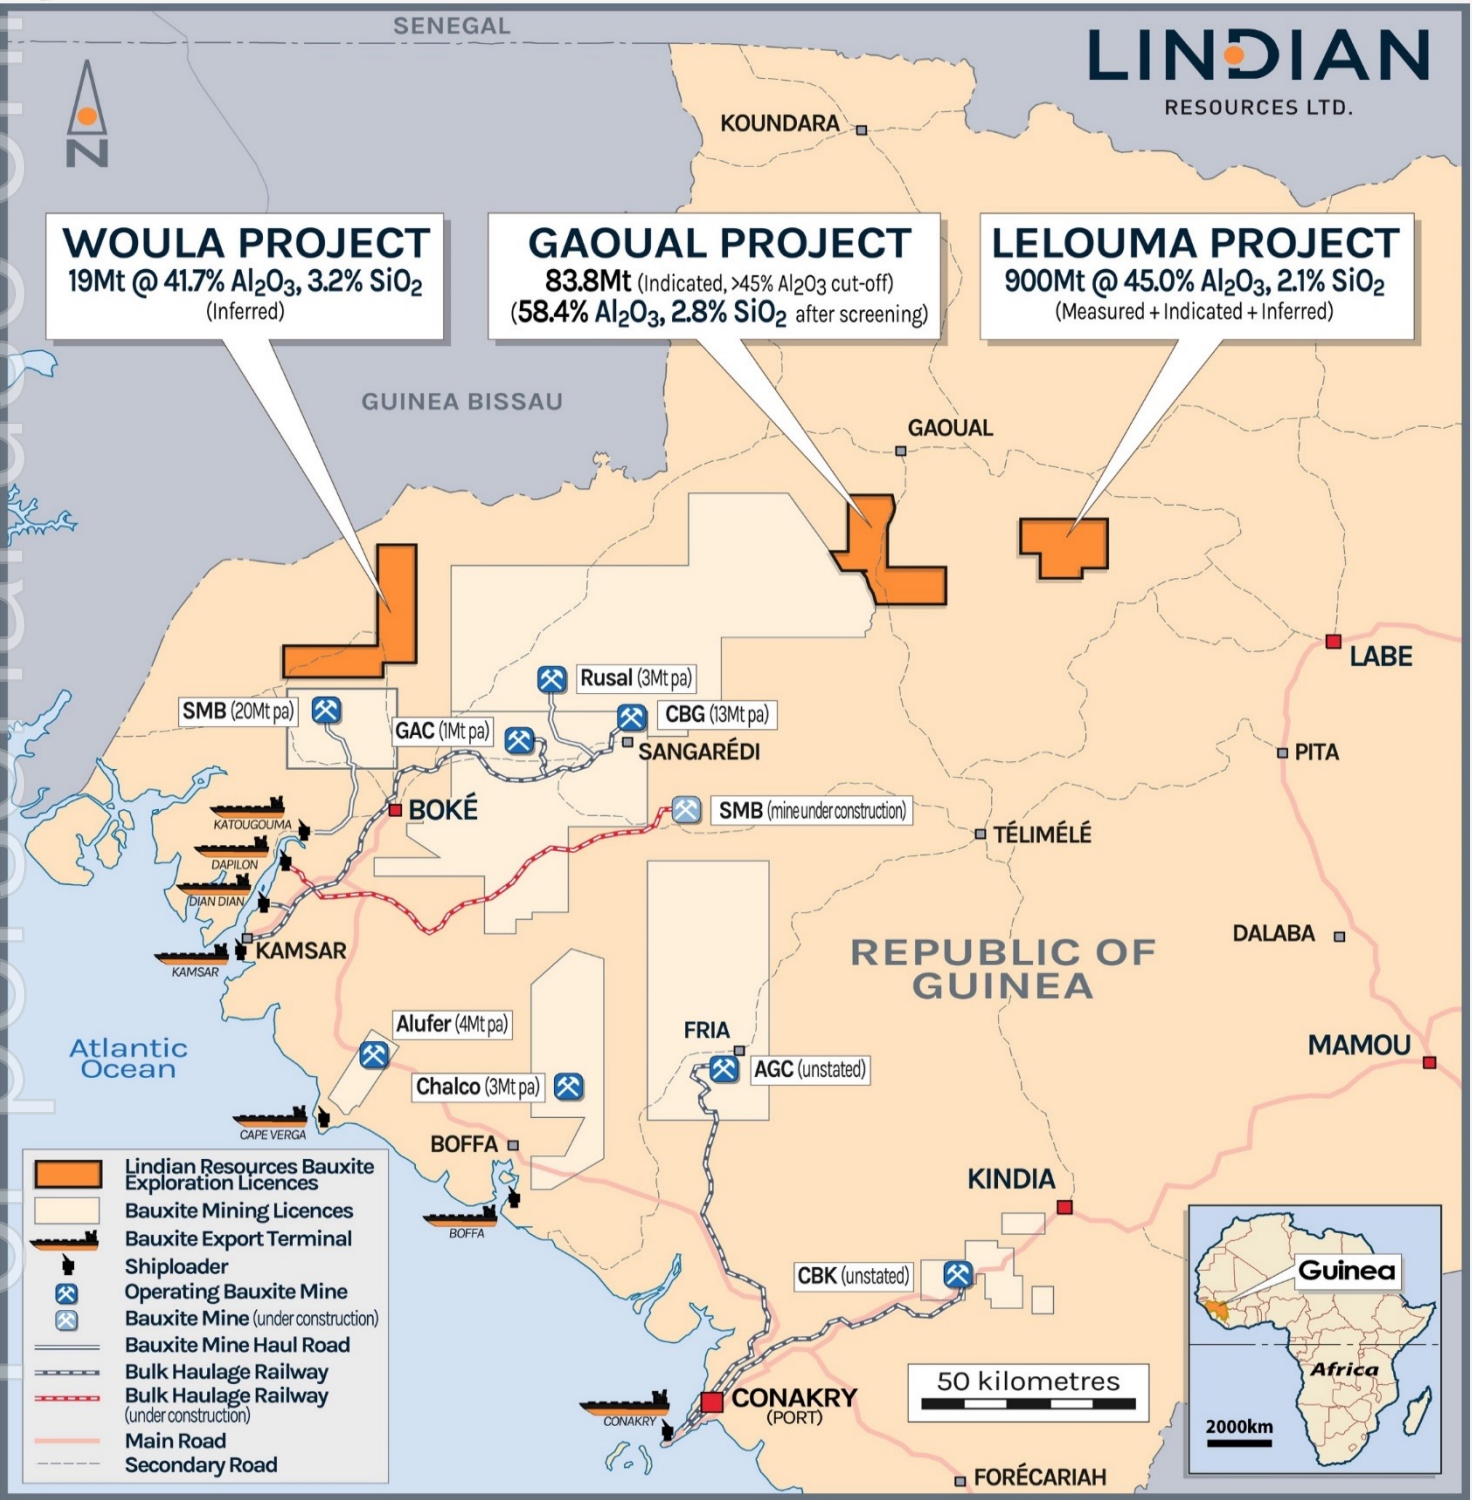 SENEGAL
LINDIAN
RESOURCES LTD.
N
KOUNDARA
WOULA PROJECT
19Mt @ 41.7% Al2O3, 3.2% SiO2
(Inferred)
GAOUAL PROJECT
83.8Mt (Indicated, >45% Al2O3 cut-off)
(58.4% Al2O3, 2.8% SiO2 after screening)
LELOUMA PROJECT
900Mt @ 45.0% Al2O3, 2.1% SiO2
(Measured + Indicated + Inferred)
GUINEA BISSAU
GAOUAL
LABE
Rusal (3Mt pa)
SMB (20Mt pa)
CBG (13Mt pa)
GAC (1Mt pa)
SANGARÉDI
PITA
BOKÉ
SMB (mine under construction)
KATOUGOUMA
TÉLIMÉLÉ
DAPILON
DIAN DIAN
DALABA
KAMSAR
KAMSAR
REPUBLIC OF
GUINEA
Alufer (4Mt pa)
FRIA
Atlantic
Ocean
MAMOU
AGC (unstated)
Chalco (3Mt pa)
CAPE VERGA
BOFFA
KINDIA
BOFFA
CBK (unstated)
Lindian Resources Bauxite
Exploration Licences
Bauxite Mining Licences
Bauxite Export Terminal
Shiploader
Operating Bauxite Mine
Bauxite Mine (under construction)
Bauxite Mine Haul Road
Bulk Haulage Railway
Bulk Haulage Railway
(under construction)
Main Road
Secondary Road
Guinea
Africa
2000km
50 kilometres
CONAKRY
(PORT)
CONAKRY
FORÉCARIAH